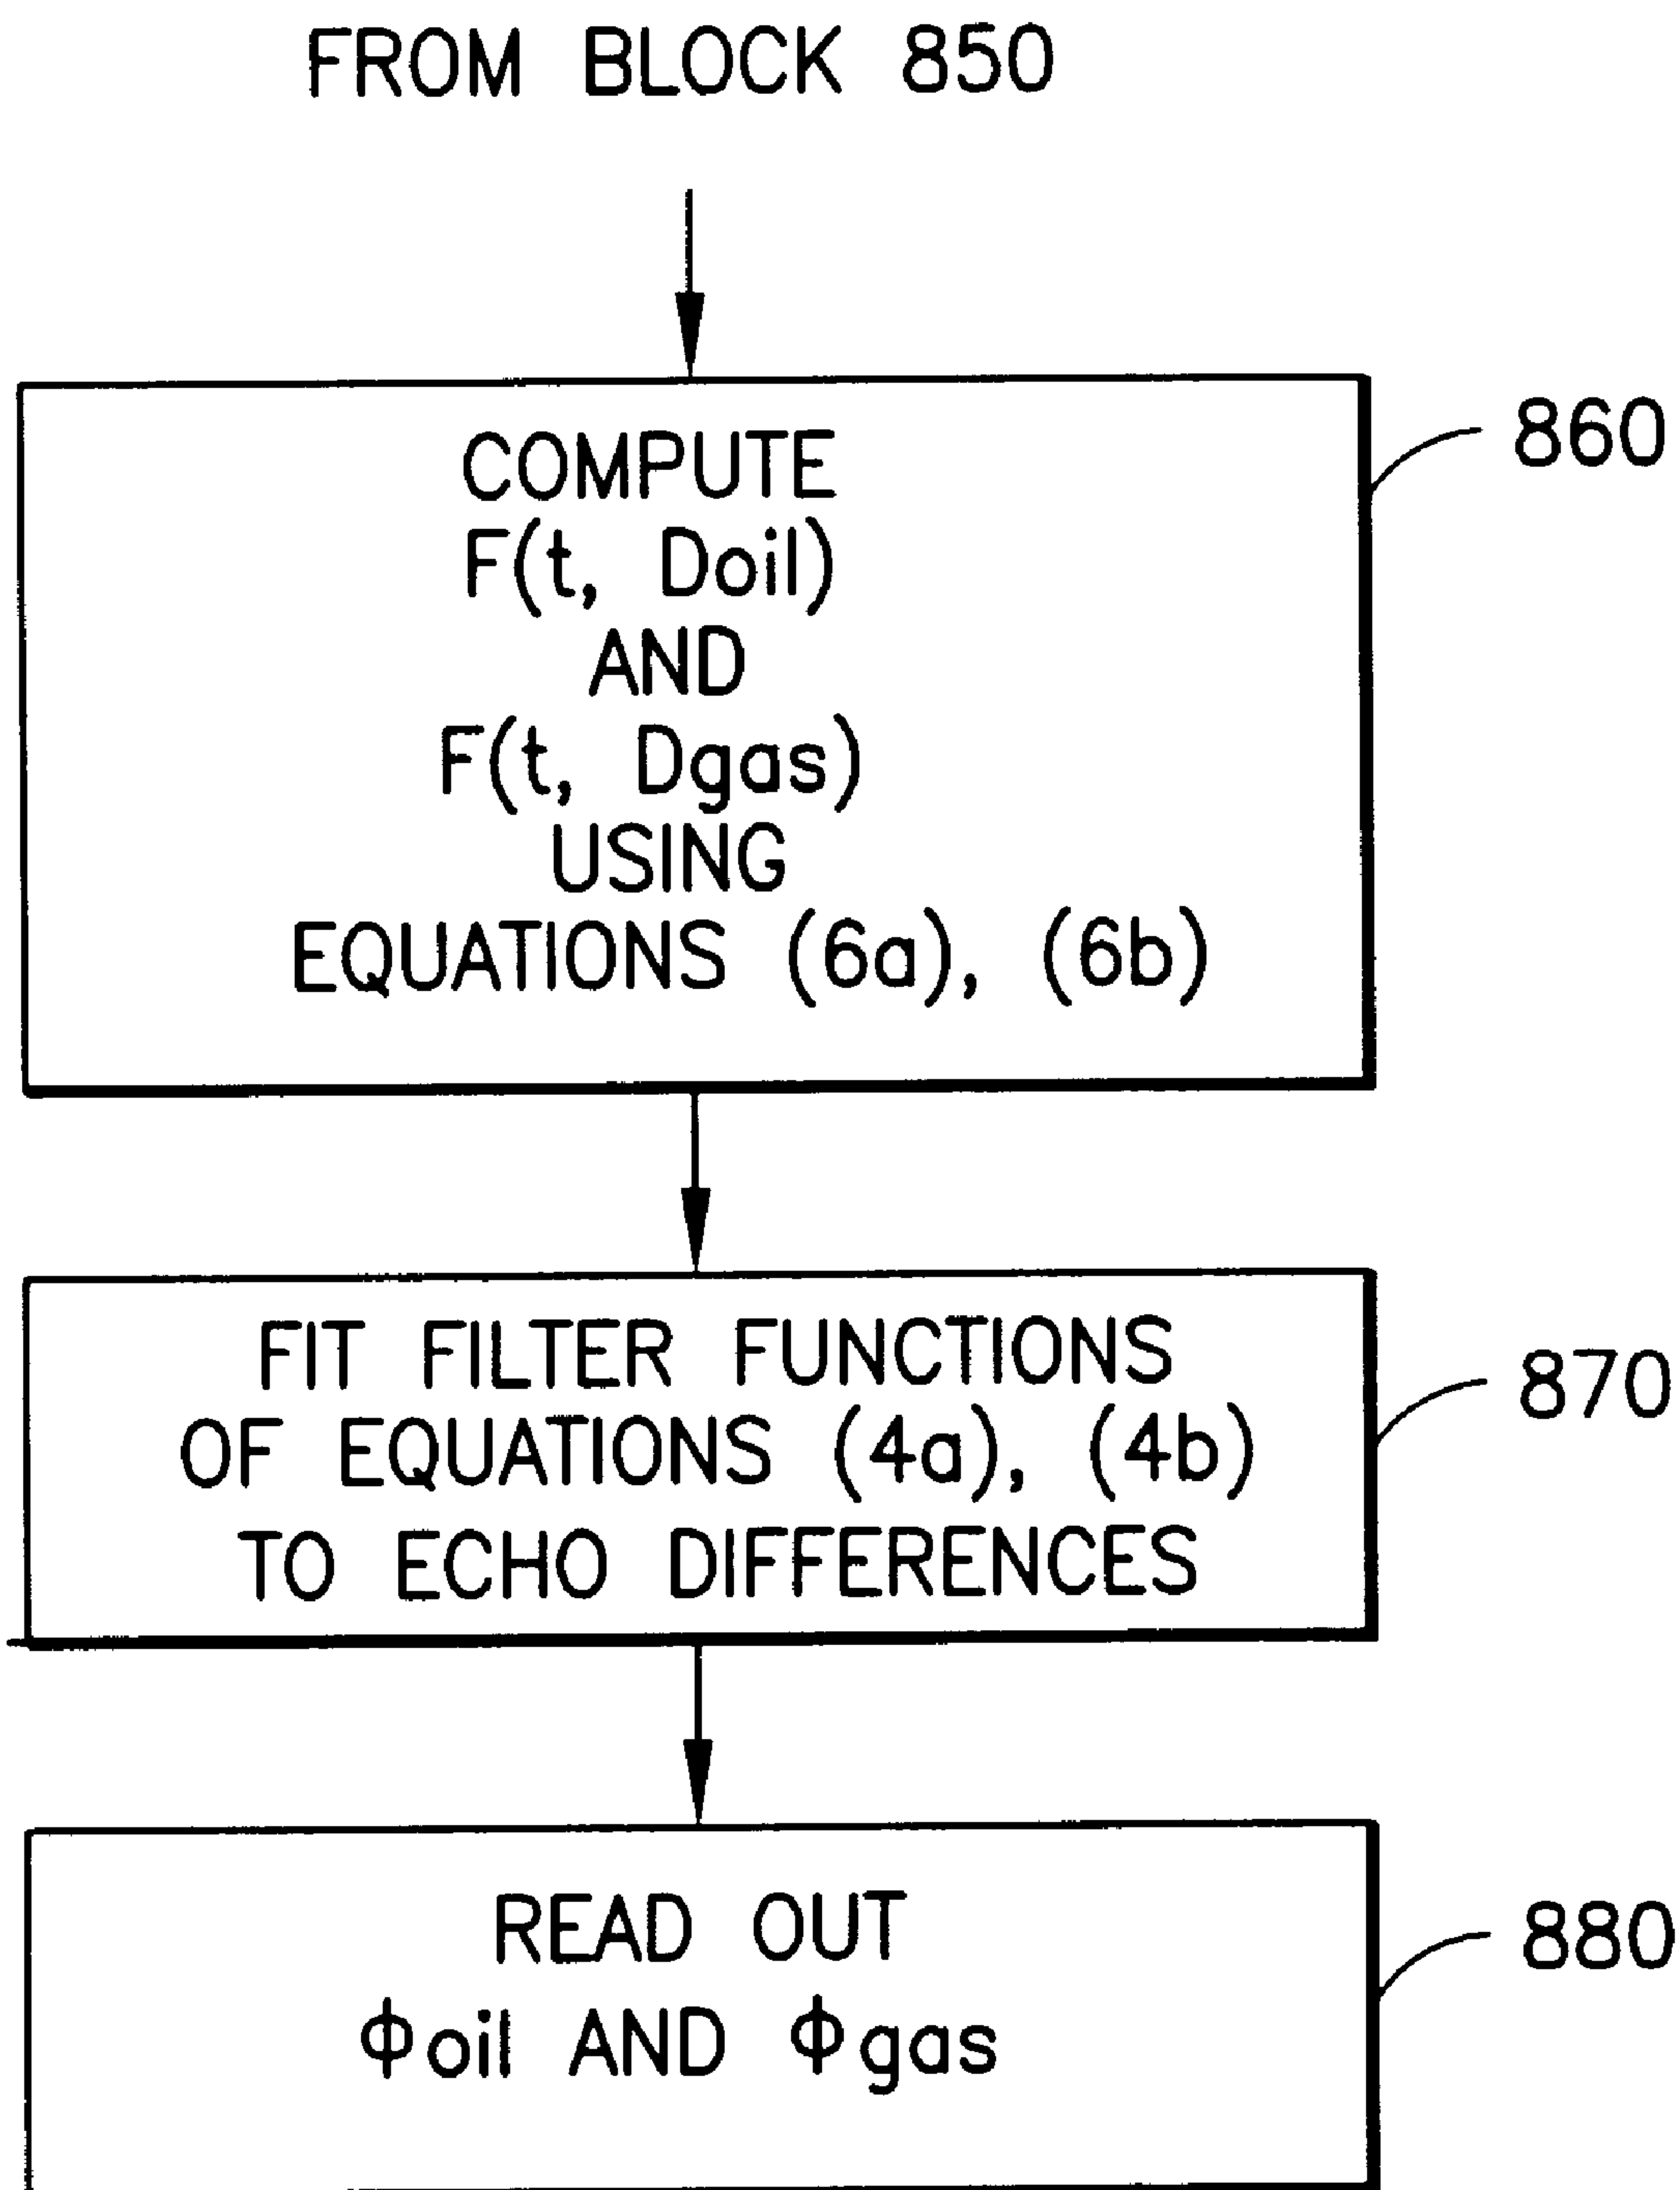 FROM BLOCK 850
860
COMPUTE
F(t, Doil)
AND
F(t, Dgas)
USING
EQUATIONS (6a), (6b)
870
FIT FILTER FUNCTIONS
OF EQUATIONS (4a), (4b)
TO ECHO DIFFERENCES
880
READ OUT
ϕoil AND ϕgas